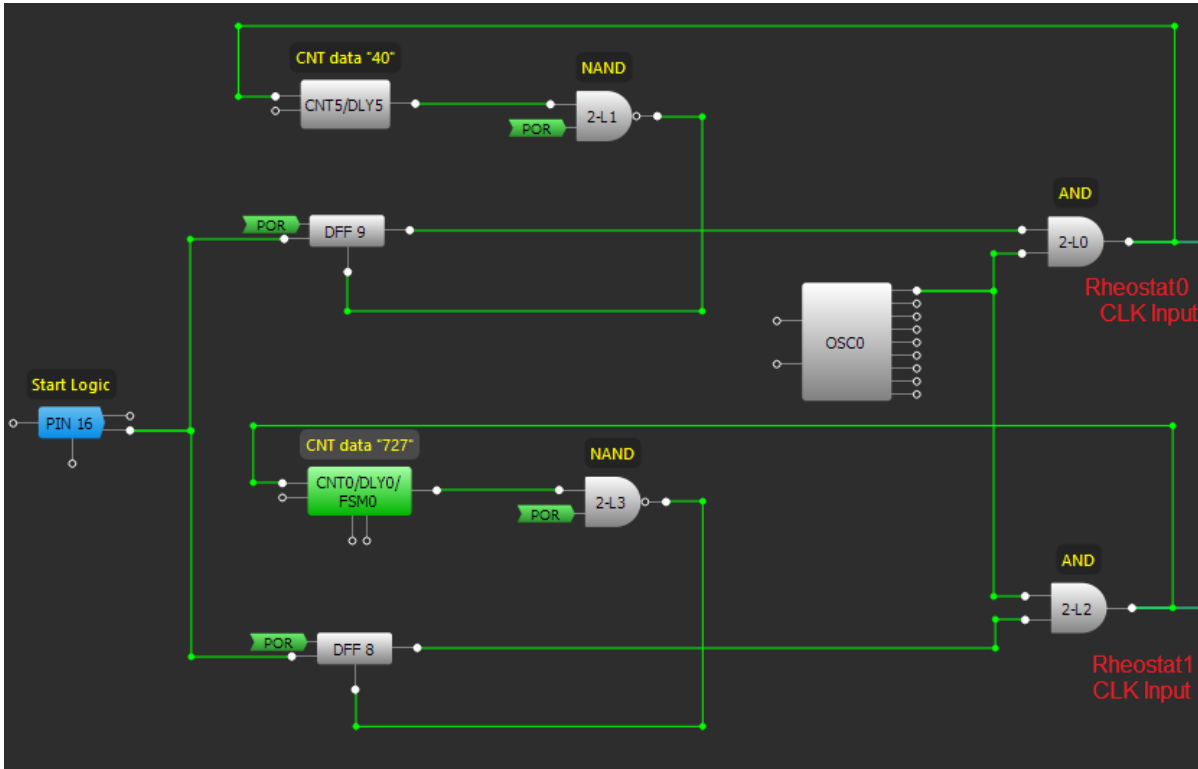 CNT data "40"
CNT5/DLY5
NAND
2-L1
POR
POR
DFF 9
AND
2-L0
Rheostat0
CLK Input
OSC0
Start Logic
PIN 16
CNT data "727"
CNT0/DLY0/
FSM0
NAND
2-L3
POR
AND
2-L2
POR
DFF 8
Rheostat1
CLK Input